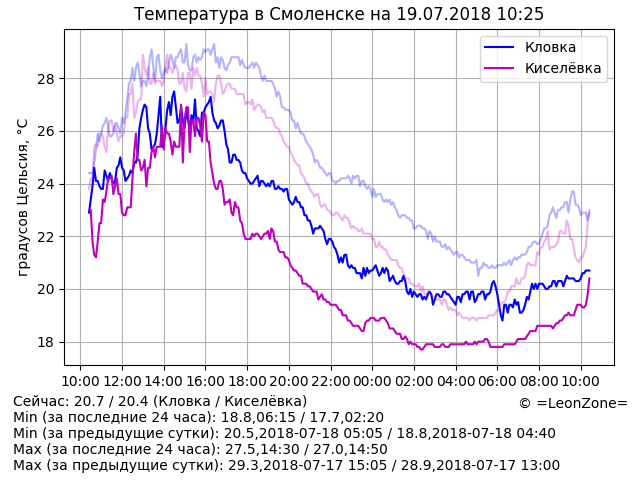 Температура в Смоленске на 19.07.2018 10:25
Кловка
Киселёвка
градусов Цельсия, °C
28
26
24
22
20
18
10:00 12:00 14:00 16:00 18:00 20:00 22:00 00:00 02:00 04:00 06:00 08:00 10:00
Сейчас: 20.7 / 20.4 (Кловка / Киселёвка)
© =LeonZone=
Min (за последние 24 часа): 18.8,06:15 / 17.7,02:20
Min (за предыдущие сутки): 20.5,2018-07-18 05:05 / 18.8,2018-07-18 04:40
Max (за последние 24 часа): 27.5,14:30 / 27.0,14:50
Max (за предыдущие сутки): 29.3,2018-07-17 15:05 / 28.9,2018-07-17 13:00